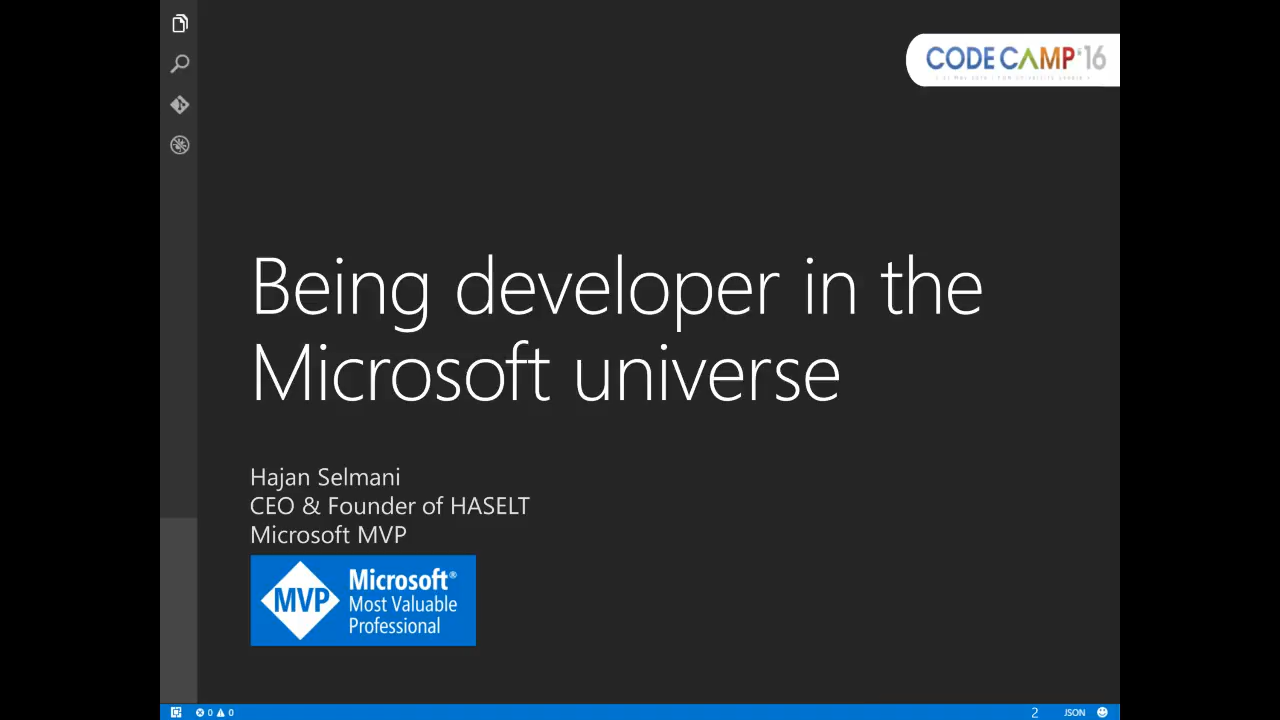 CODE CAMP '16
Being developer in the
Microsoft universe
Hajan Selmani
CEO & Founder of HASELT
Microsoft MVP
MVP
Microsoft®
Most Valuable
Professional
0 0
2
JSON